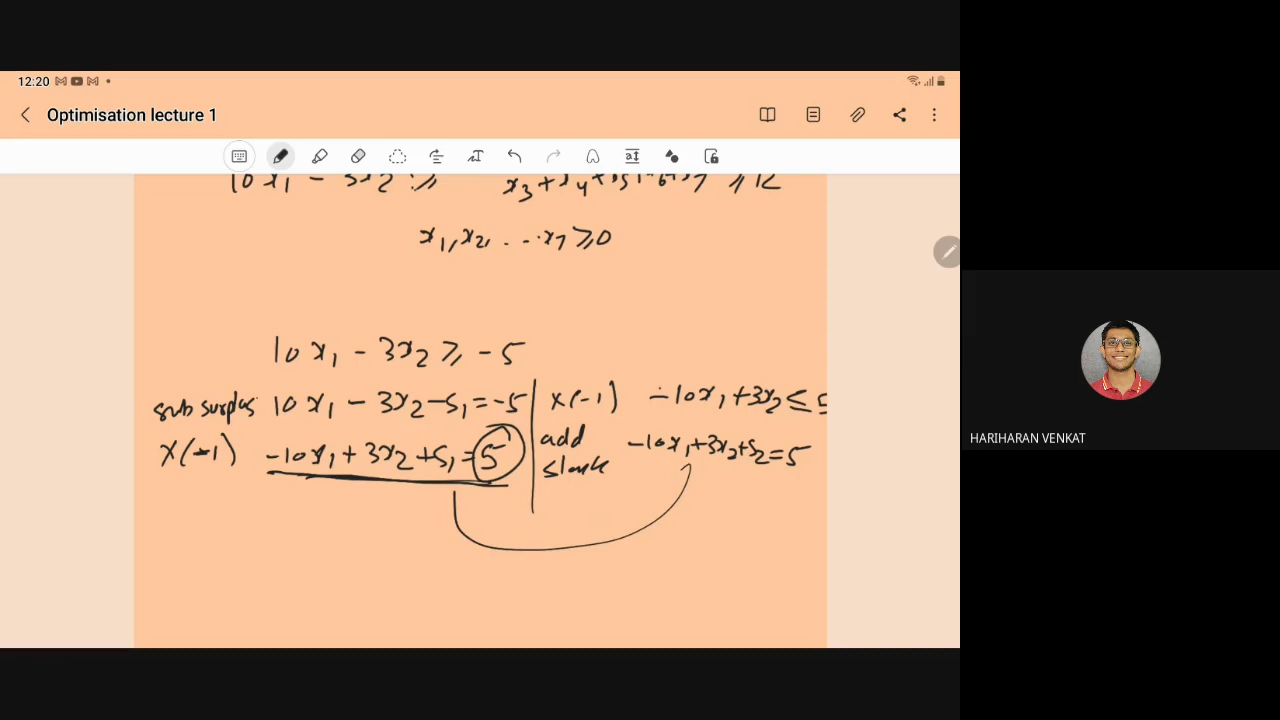 12:20
Optimisation lecture 1
x₁, x₂, ... x₇ ⩾ 0
10x₁ - 3x₂ ⩾ -5
sub surplus 10x₁ - 3x₂ - s₁ = -5
x(-1) -10x₁ + 3x₂ + s₁ = 5
x(-1) -10x₁ + 3x₂ ≤ 5
add slack -10x₁ + 3x₂ + s₂ = 5
HARIHARAN VENKAT